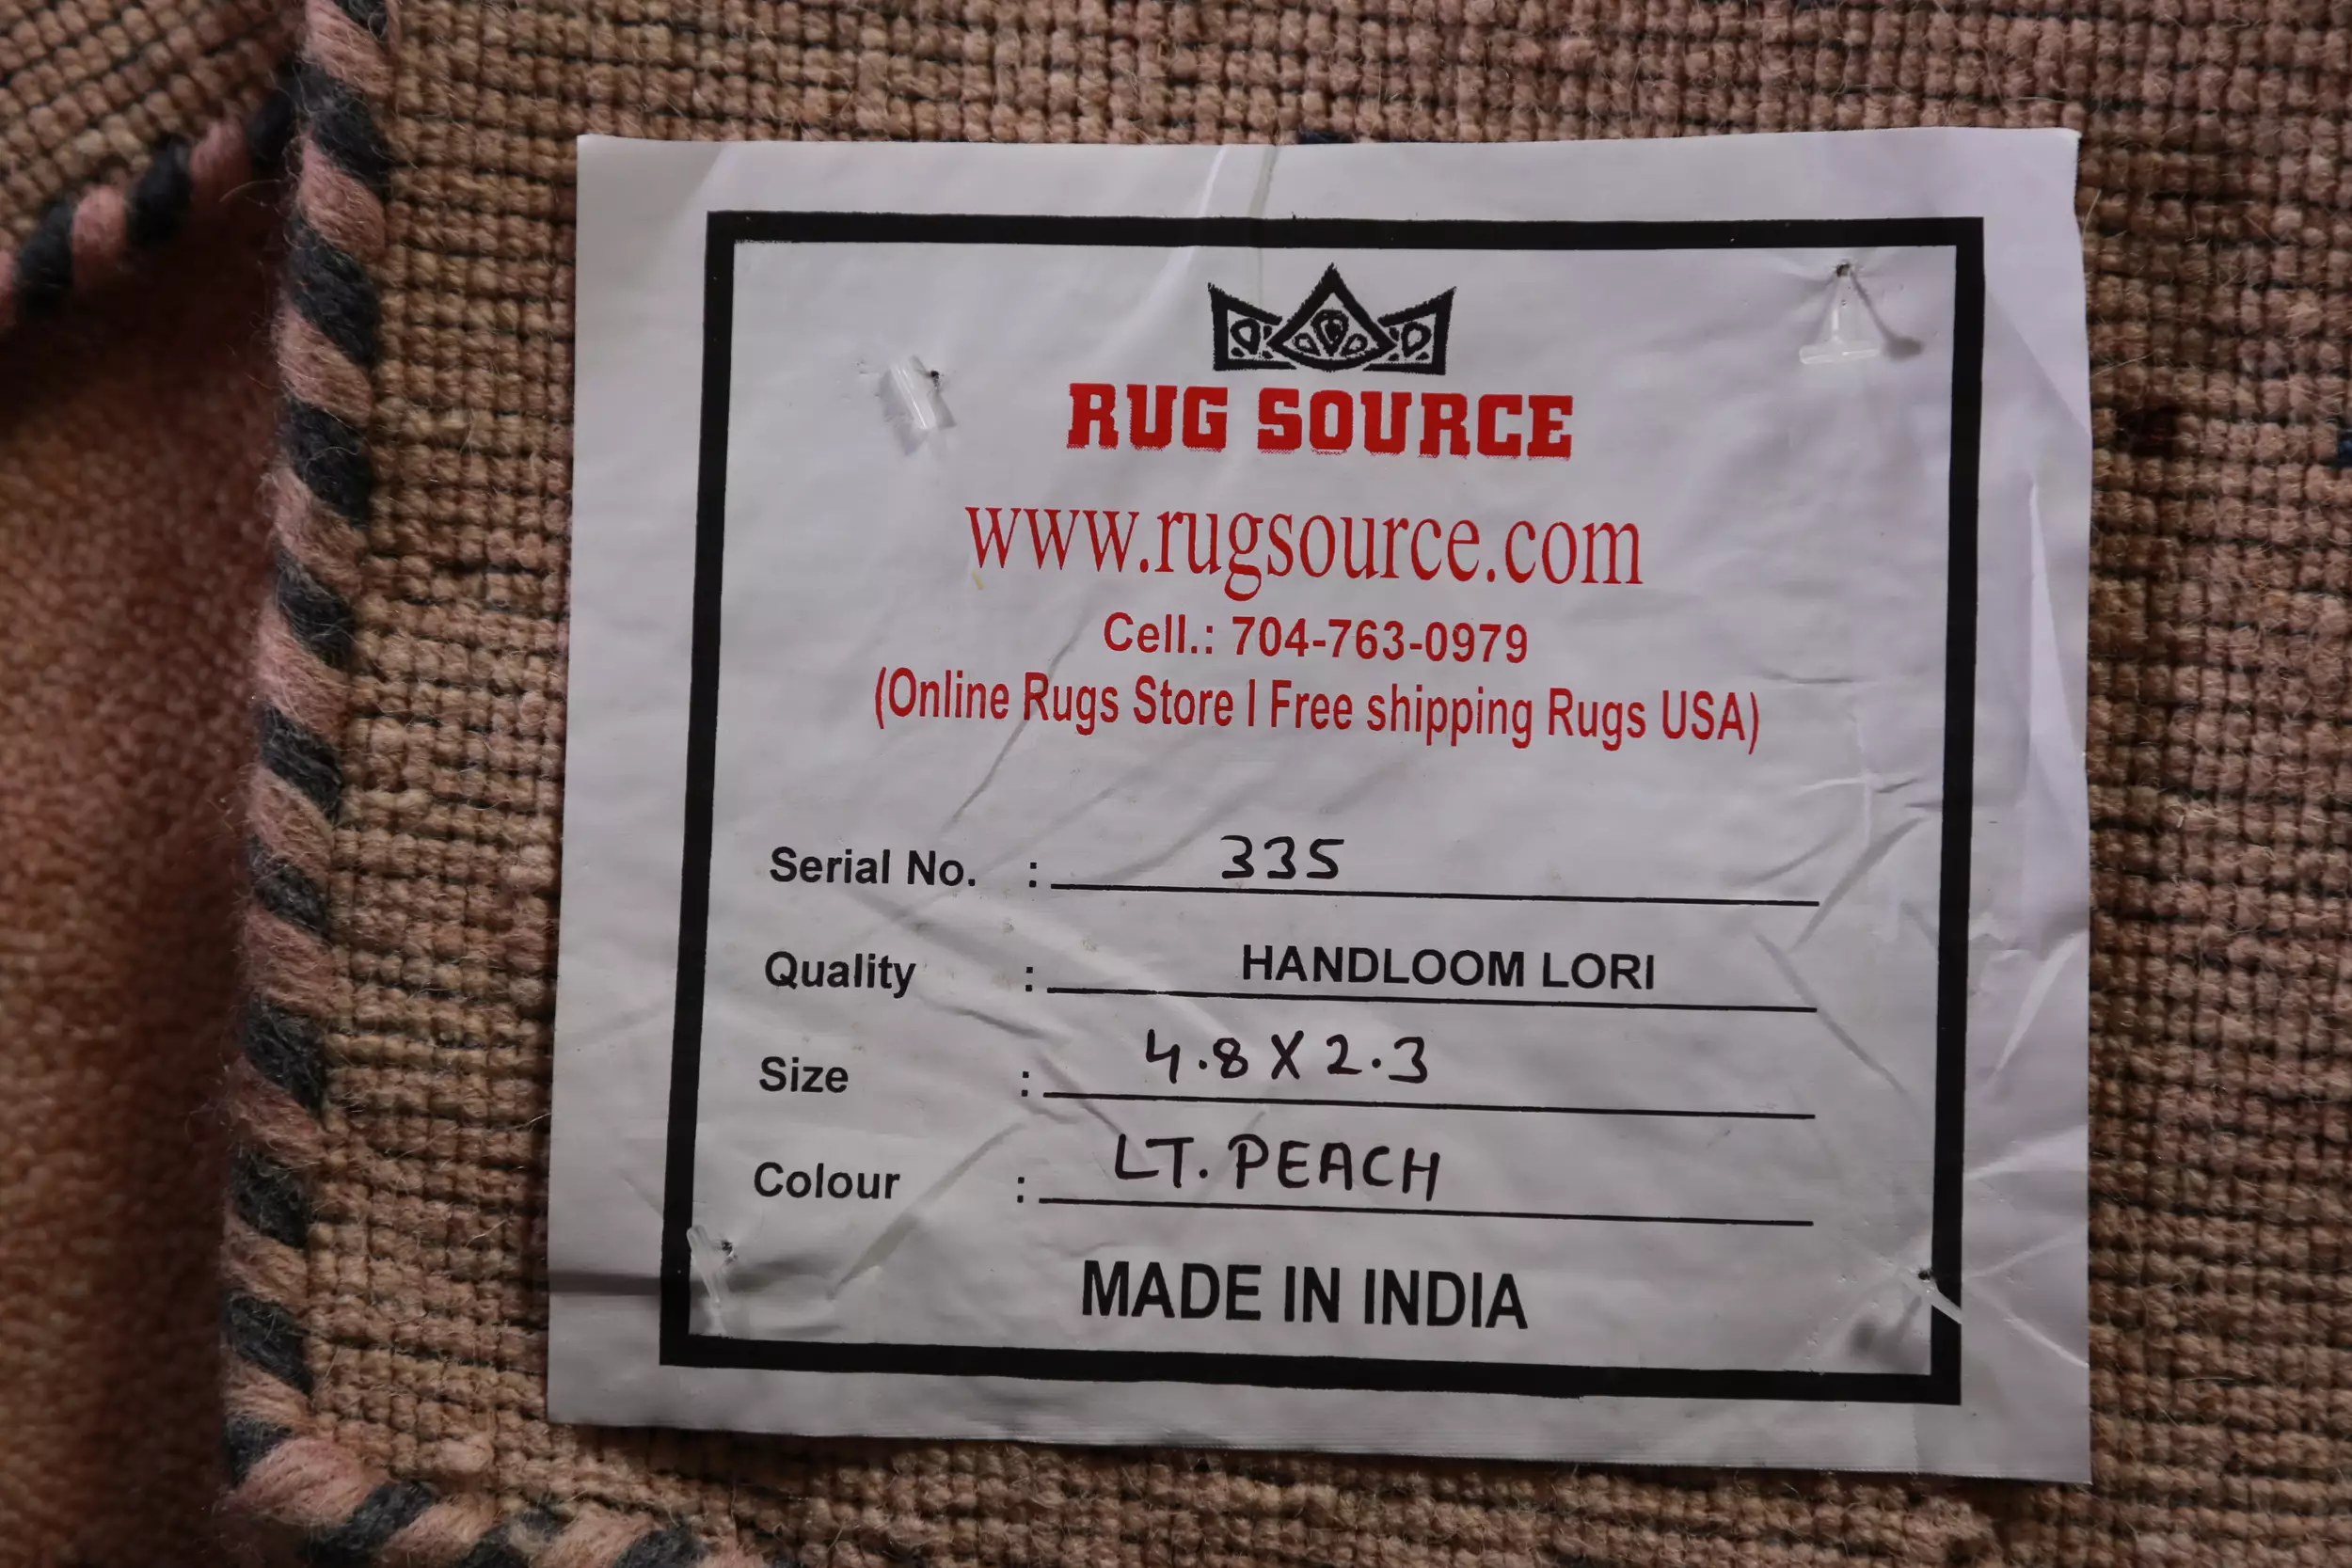 RUG SOURCE
www.rugsource.com
Cell.: 704-763-0979
(Online Rugs Store I Free shipping Rugs USA)
Serial No. : 335
Quality : HANDLOOM LORI
Size : 4.8 X 2.3
Colour : LT. PEACH
MADE IN INDIA